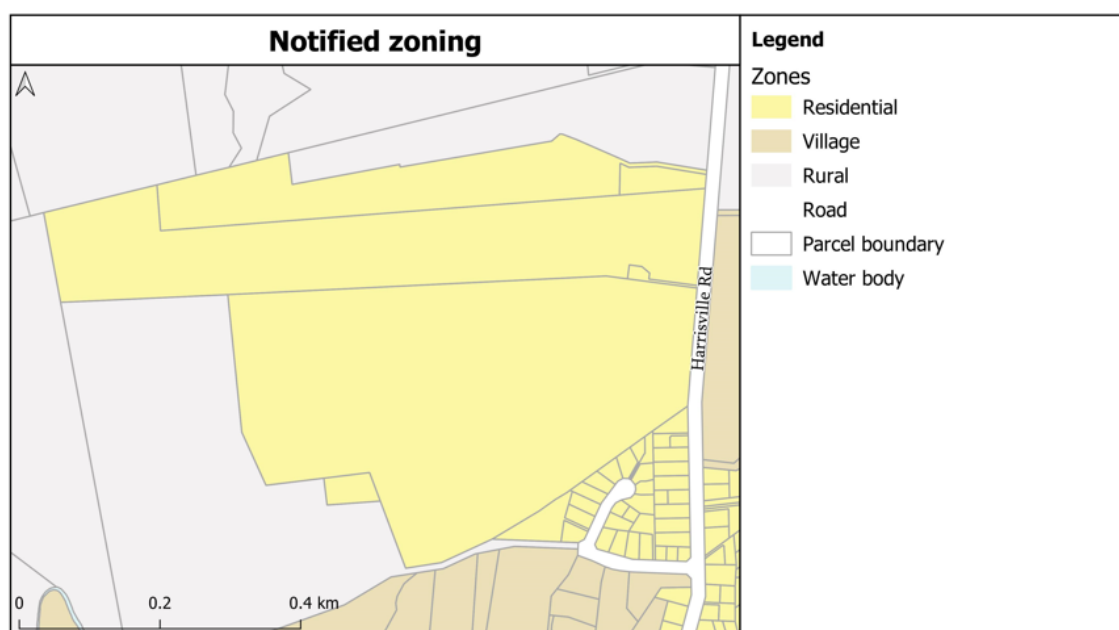 Notified zoning
Legend
Zones
Residential
Village
Rural
Road
Parcel boundary
Water body
Harrisville Rd
0 0.2 0.4 km